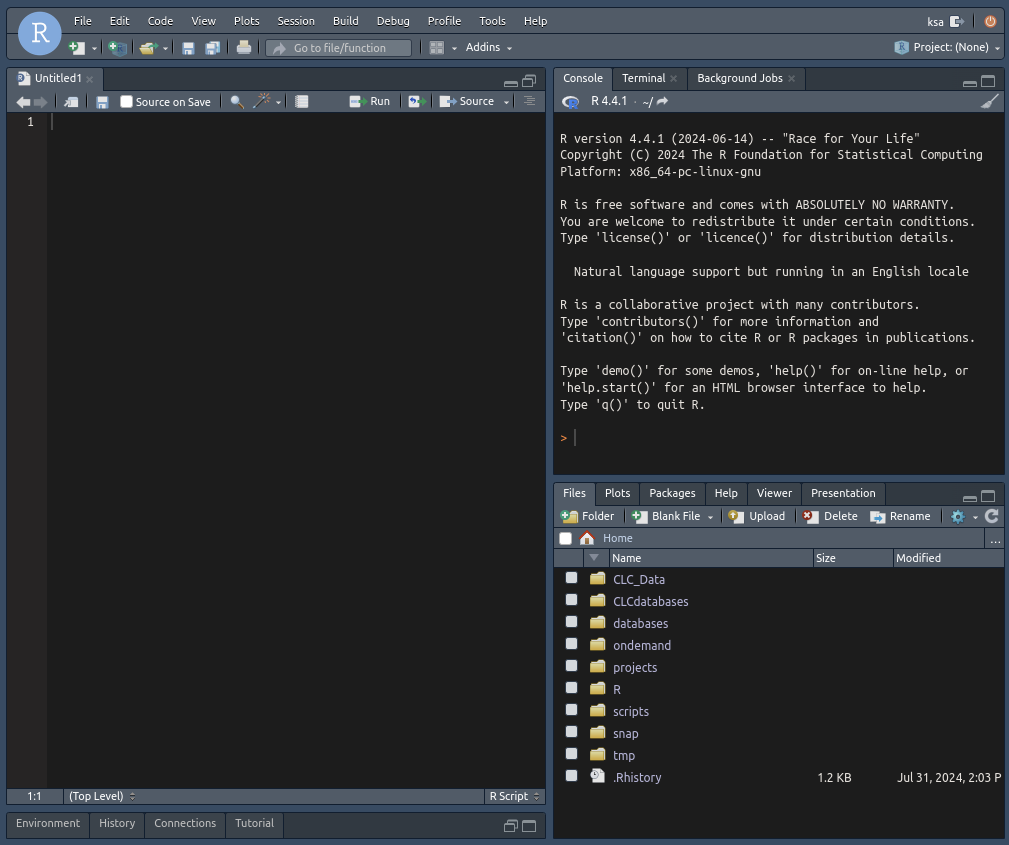 R
File Edit Code View Plots Session Build Debug Profile Tools Help
ksa
Go to file/function
Addins
R Project: (None)
Untitled1
Source on Save
Run
Source
1
1:1
(Top Level)
R Script
Environment History Connections Tutorial
Console Terminal Background Jobs
R 4.4.1 · ~/
R version 4.4.1 (2024-06-14) -- "Race for Your Life"
Copyright (C) 2024 The R Foundation for Statistical Computing
Platform: x86_64-pc-linux-gnu
R is free software and comes with ABSOLUTELY NO WARRANTY.
You are welcome to redistribute it under certain conditions.
Type 'license()' or 'licence()' for distribution details.
Natural language support but running in an English locale
R is a collaborative project with many contributors.
Type 'contributors()' for more information and
'citation()' on how to cite R or R packages in publications.
Type 'demo()' for some demos, 'help()' for on-line help, or
'help.start()' for an HTML browser interface to help.
Type 'q()' to quit R.
>
Files Plots Packages Help Viewer Presentation
Folder Blank File Upload Delete Rename
Home ...
Name Size Modified
CLC_Data
CLCdatabases
databases
ondemand
projects
R
scripts
snap
tmp
.Rhistory 1.2 KB Jul 31, 2024, 2:03 P